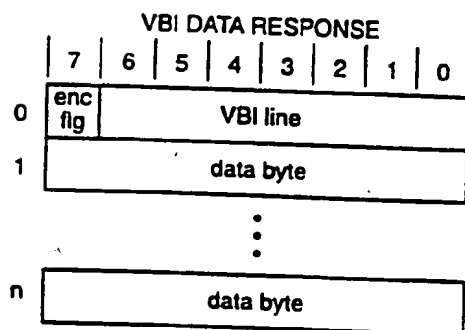 VBI DATA RESPONSE
7 6 5 4 3 2 1 0
0 enc flg VBI line
1 data byte
n data byte